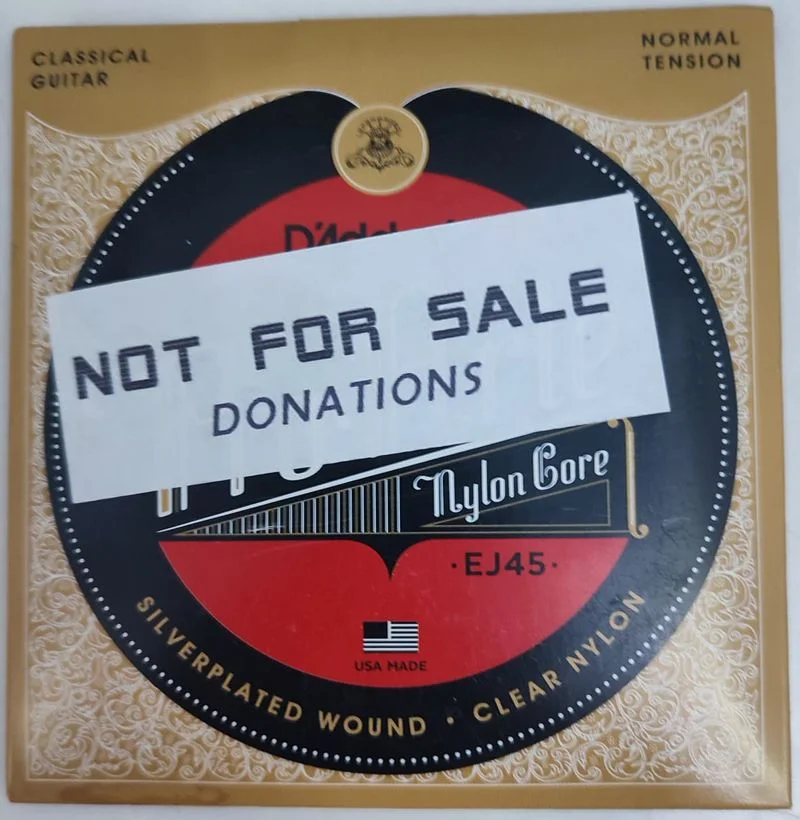 CLASSICAL
GUITAR
NORMAL
TENSION
NOT FOR SALE
DONATIONS
Nylon Core
·EJ45·
USA MADE
SILVERPLATED WOUND • CLEAR NYLON